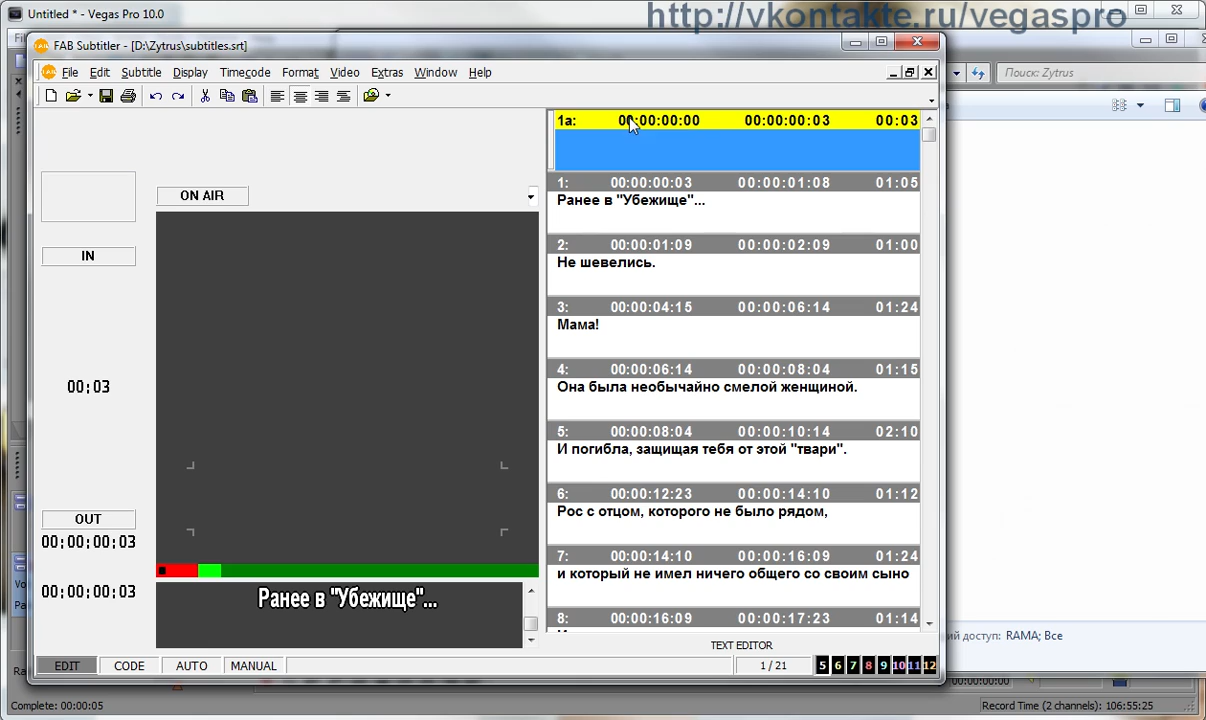 Untitled * - Vegas Pro 10.0
http://vkontakte.ru/vegaspro
FAB Subtitler - [D:\Zytrus\subtitles.srt]
File Edit Subtitle Display Timecode Format Video Extras Window Help
Поиск: Zytrus
1a: 00:00:00:00 00:00:00:03 00:03
1: 00:00:00:03 00:00:01:08 01:05
Ранее в "Убежище"...
ON AIR
2: 00:00:01:09 00:00:02:09 01:00
IN
Не шевелись.
3: 00:00:04:15 00:00:06:14 01:24
Мама!
4: 00:00:06:14 00:00:08:04 01:15
00;03
Она была необычайно смелой женщиной.
5: 00:00:08:04 00:00:10:14 02:10
И погибла, защищая тебя от этой "твари".
6: 00:00:12:23 00:00:14:10 01:12
Рос с отцом, которого не было рядом,
OUT
00;00;00;03
7: 00:00:14:10 00:00:16:09 01:24
и который не имел ничего общего со своим сыно
00;00;00;03
Ранее в "Убежище"...
8: 00:00:16:09 00:00:17:23 01:14
TEXT EDITOR
ий доступ: RAMA; Все
EDIT CODE AUTO MANUAL 1 / 21 5 6 7 8 9 10 11 12
Complete: 00:00:05
Record Time (2 channels): 106:55:25